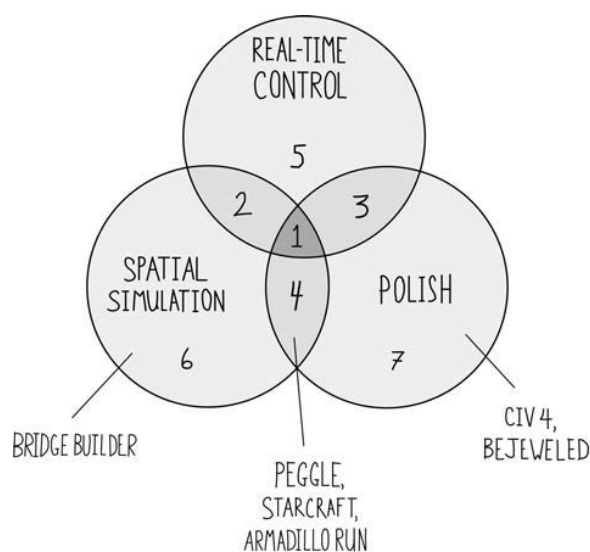 REAL-TIME
CONTROL
5
2
3
1
SPATIAL
SIMULATION
4
POLISH
6
7
BRIDGE BUILDER
CIV 4,
BEJEWELED
PEGGLE,
STARCRAFT,
ARMADILLO RUN